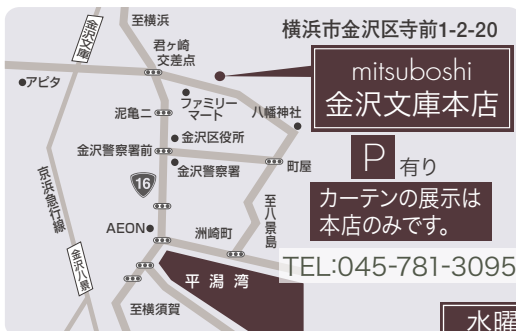 至横浜
横浜市金沢区寺前1-2-20
金沢文庫
君ヶ崎
交差点
mitsuboshi
金沢文庫本店
アピタ
ファミリー
マート
八幡神社
泥亀二
金沢区役所
金沢警察署前
金沢警察署
町屋
P 有り
16
カーテンの展示は
本店のみです。
京浜急行線
至八景島
AEON
洲崎町
金沢八景
平潟湾
TEL:045-781-3095
至横須賀
水曜